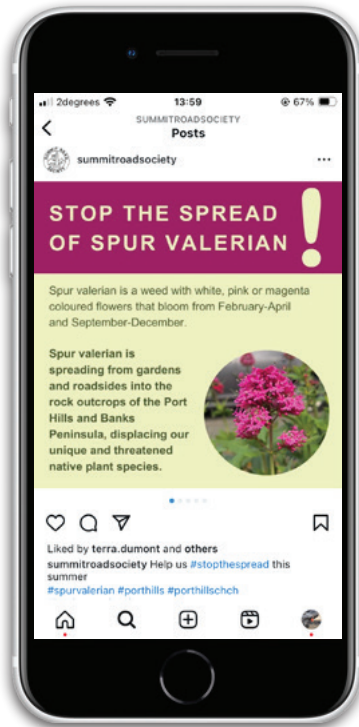 2degrees 13:59 67%
SUMMITROADSOCIETY
Posts
summitroadsociety
STOP THE SPREAD
OF SPUR VALERIAN !
Spur valerian is a weed with white, pink or magenta
coloured flowers that bloom from February-April
and September-December.
Spur valerian is
spreading from gardens
and roadsides into the
rock outcrops of the Port
Hills and Banks
Peninsula, displacing our
unique and threatened
native plant species.
Liked by terra.dumont and others
summitroadsociety Help us #stopthespread this
summer
#spurvalerian #porthills #porthillschch